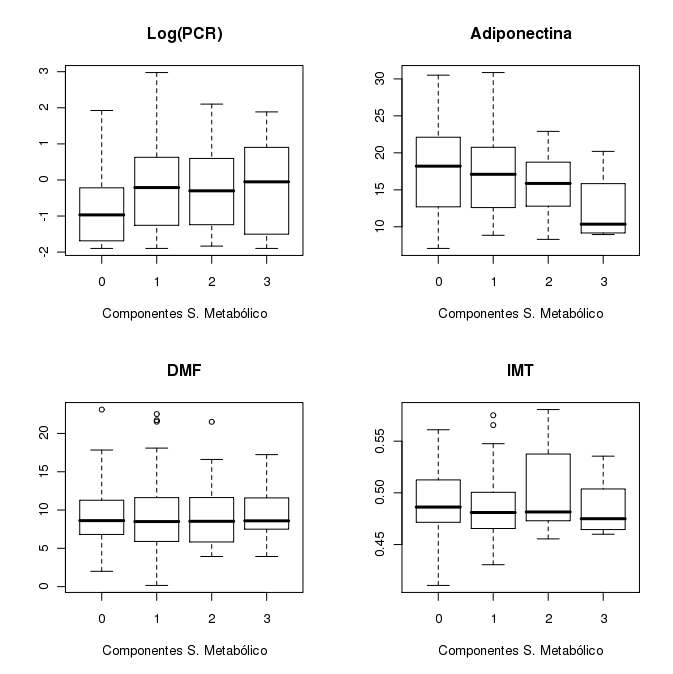 Log(PCR)
3
2
1
0
-1
-2
0 1 2 3
Componentes S. Metabólico
Adiponectina
30
25
20
15
10
0 1 2 3
Componentes S. Metabólico
DMF
20
15
10
5
0
0 1 2 3
Componentes S. Metabólico
IMT
0.55
0.50
0.45
0 1 2 3
Componentes S. Metabólico